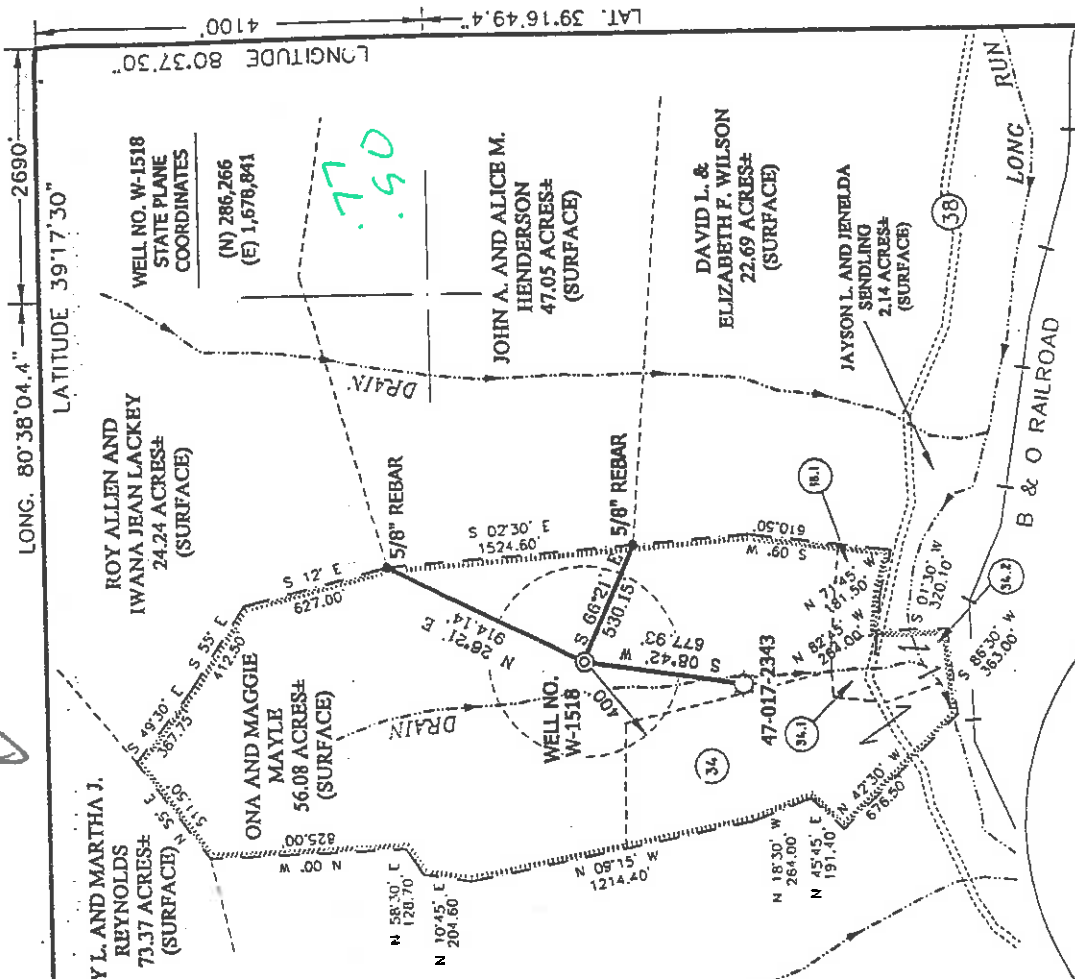 LAT. 39°16'49.4"
4100'
LONGITUDE 80°37'30"
2690'
LONG. 80°38'04.4"
LATITUDE 39°17'30"
WELL NO. W-1518
STATE PLANE
COORDINATES
(N) 286,266
(E) 1,678,841
.77
.50
ROY ALLEN AND
IWANA JEAN LACKEY
24.24 ACRES±
(SURFACE)
JOHN A. AND ALICE M.
HENDERSON
47.05 ACRES±
(SURFACE)
DAVID L. &
ELIZABETH F. WILSON
22.69 ACRES±
(SURFACE)
JAYSON L. AND JENELDA
SENDLING
2.14 ACRES±
(SURFACE)
38
LONG RUN
B & O RAILROAD
DRAIN
Y L. AND MARTHA J.
REYNOLDS
73.37 ACRES±
(SURFACE)
ONA AND MAGGIE
MAYLE
56.08 ACRES±
(SURFACE)
DRAIN
N 55° E
511.50
S 49°30' E
387.75
S 55° E
412.50
S 12° E
627.00'
5/8" REBAR
S 02°30' E
1524.60'
5/8" REBAR
S 09° W
610.50'
N 28°21' E
914.14'
S 66°21' E
530.15'
S 08°42' W
677.93'
WELL NO.
W-1518
400'
47-017-2343
34
34.1
34.2
N 71°45' W
181.50'
N 82°45' W
264.00'
S 01°30' W
320.10'
S 86°30' W
363.00'
N 42°30' W
676.50'
N 45°45' E
191.40'
N 18°30' W
264.00'
1214.40'
N 10°45' E
204.60'
N 58°30' E
128.70'
N 00° W
825.00'